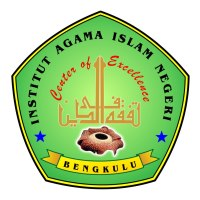 INSTITUT AGAMA ISLAM NEGERI
Center of Excellence
BENGKULU